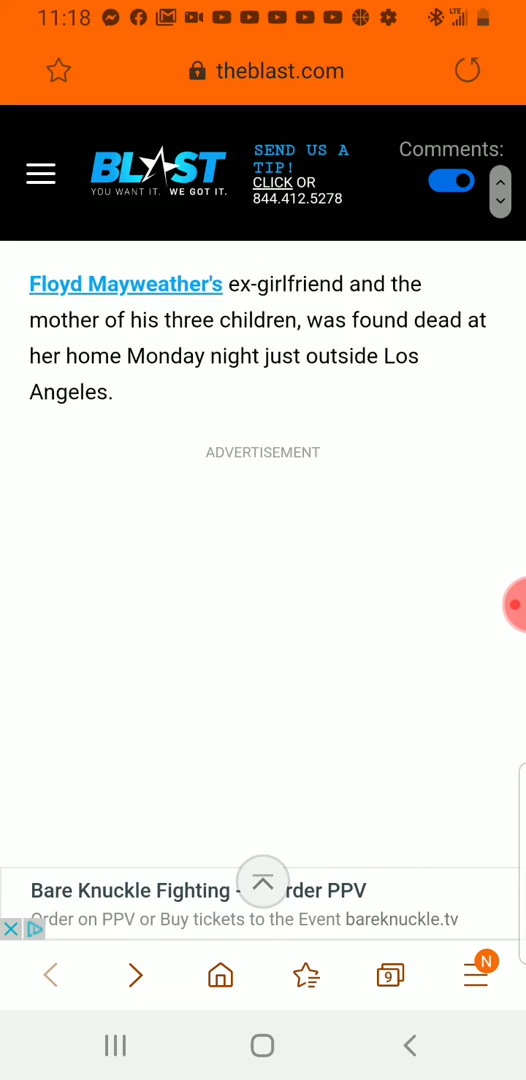 11:18
LTE
theblast.com
BLAST
YOU WANT IT. WE GOT IT.
SEND US A
TIP!
CLICK OR
844.412.5278
Comments:
Floyd Mayweather's ex-girlfriend and the
mother of his three children, was found dead at
her home Monday night just outside Los
Angeles.
ADVERTISEMENT
Bare Knuckle Fighting - rder PPV
Order on PPV or Buy tickets to the Event bareknuckle.tv
9
N